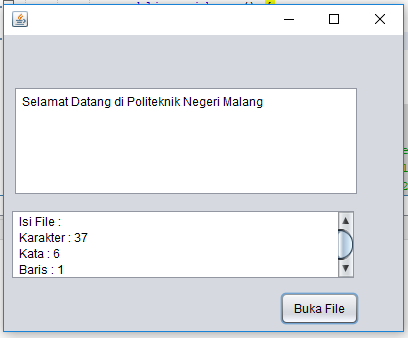 Selamat Datang di Politeknik Negeri Malang
Isi File :
Karakter : 37
Kata : 6
Baris : 1
Buka File